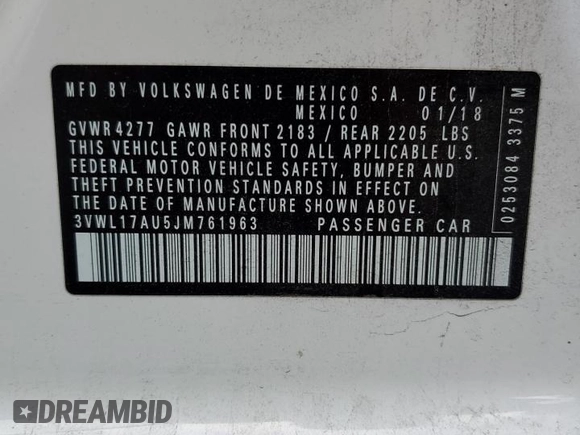 MFD BY VOLKSWAGEN DE MEXICO S.A. DE C.V.
MEXICO 01/18
GVWR 4277 GAWR FRONT 2183 / REAR 2205 LBS
THIS VEHICLE CONFORMS TO ALL APPLICABLE U.S.
FEDERAL MOTOR VEHICLE SAFETY, BUMPER AND
THEFT PREVENTION STANDARDS IN EFFECT ON
THE DATE OF MANUFACTURE SHOWN ABOVE.
3VWL17AU5JM761963 PASSENGER CAR
0253084 3375 M
DREAMBID